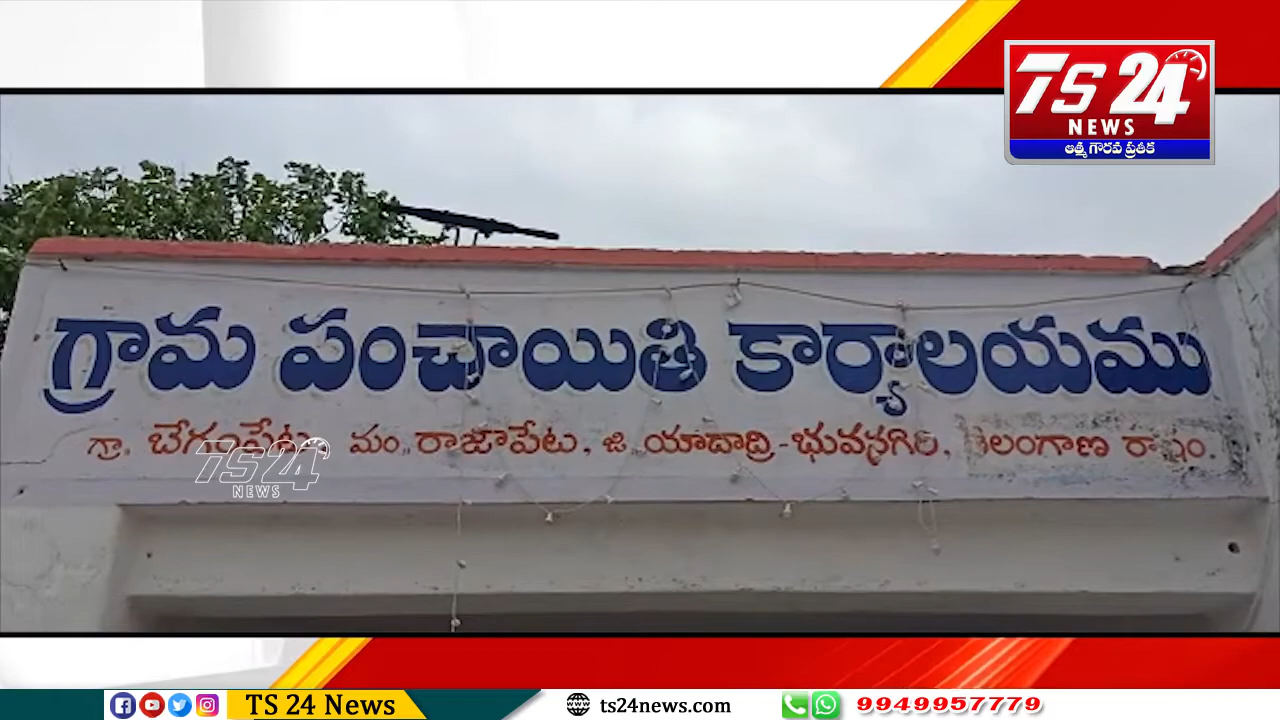 TS 24
NEWS
ఆత్మ గౌరవ ప్రతీక
గ్రామ పంచాయితి కార్యాలయము
గ్రా. బేగంపేట, మం.. రాజాపేట, జి.. యాదాద్రి - భువనగిరి, తెలంగాణ రాష్ట్రం.
TS 24
NEWS
TS 24 News
ts24news.com
9949957779